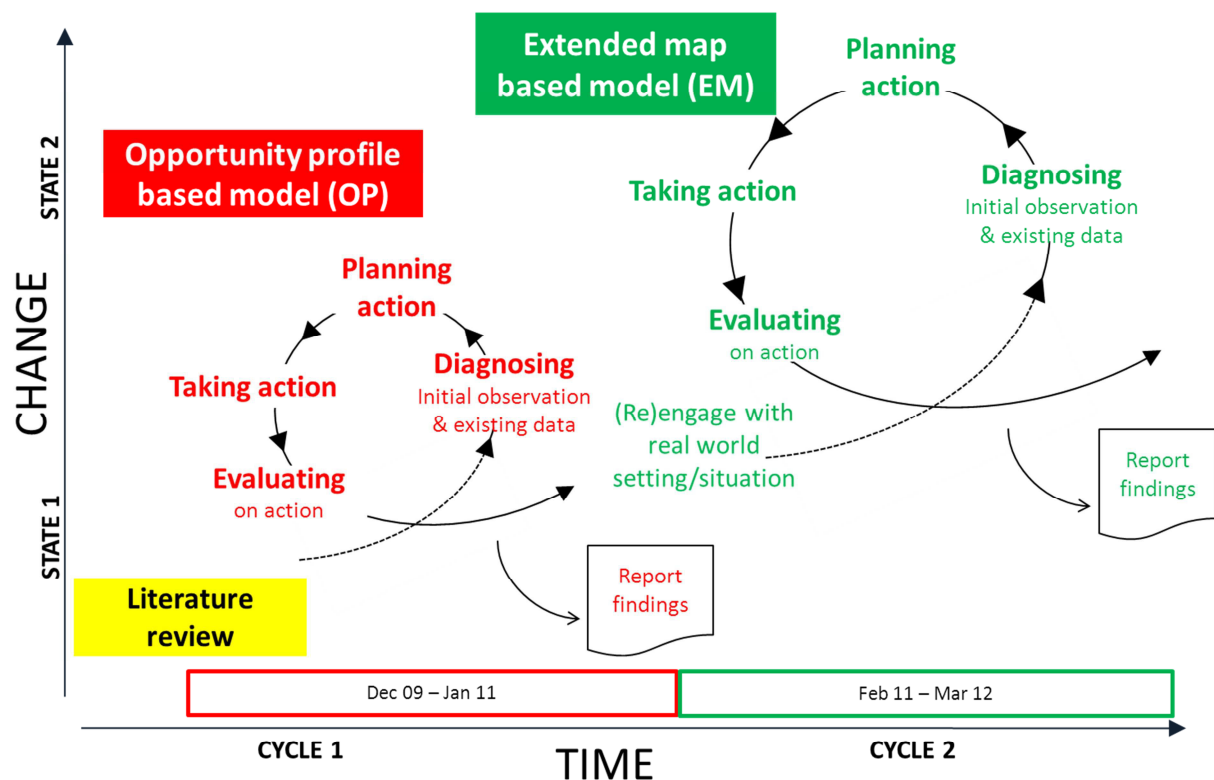 Extended map
based model (EM)
Planning
action
Opportunity profile
based model (OP)
Taking action
Diagnosing
Initial observation
& existing data
STATE 2
Planning
action
Evaluating
on action
Diagnosing
Initial observation
& existing data
Taking action
CHANGE
(Re)engage with
real world
setting/situation
Evaluating
on action
Report
findings
STATE 1
Literature
review
Report
findings
Dec 09 – Jan 11
Feb 11 – Mar 12
CYCLE 1
TIME
CYCLE 2